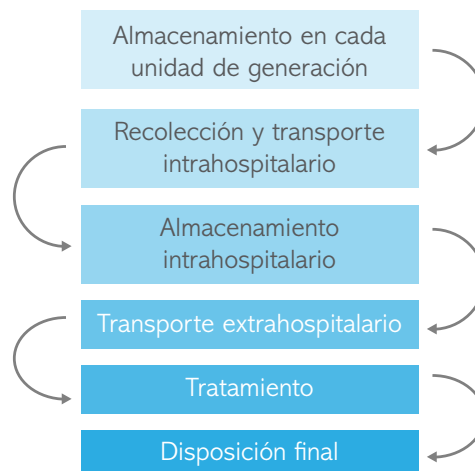 Almacenamiento en cada
unidad de generación
Recolección y transporte
intrahospitalario
Almacenamiento
intrahospitalario
Transporte extrahospitalario
Tratamiento
Disposición final